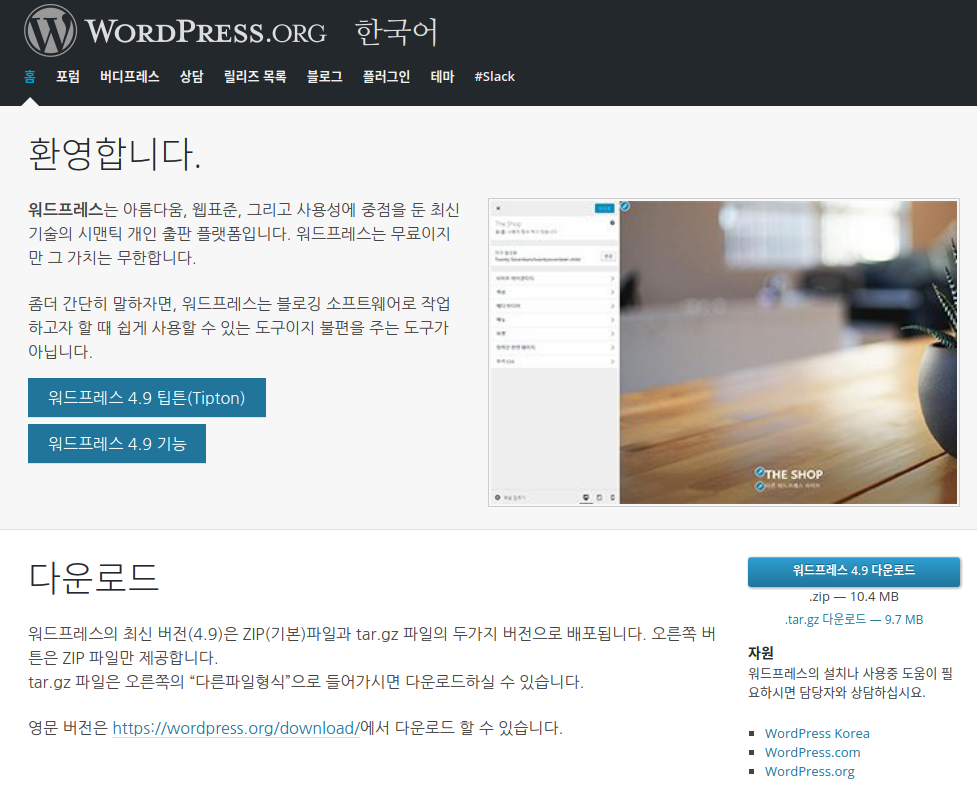 WORDPRESS.ORG 한국어
홈 포럼 버디프레스 상담 릴리즈 목록 블로그 플러그인 테마 #Slack
환영합니다.
워드프레스는 아름다움, 웹표준, 그리고 사용성에 중점을 둔 최신
기술의 시맨틱 개인 출판 플랫폼입니다. 워드프레스는 무료이지
만 그 가치는 무한합니다.
좀더 간단히 말하자면, 워드프레스는 블로깅 소프트웨어로 작업
하고자 할 때 쉽게 사용할 수 있는 도구이지 불편을 주는 도구가
아닙니다.
워드프레스 4.9 팁튼(Tipton)
워드프레스 4.9 기능
The Shop
THE SHOP
다운로드
워드프레스의 최신 버전(4.9)은 ZIP(기본)파일과 tar.gz 파일의 두가지 버전으로 배포됩니다. 오른쪽 버
튼은 ZIP 파일만 제공합니다.
tar.gz 파일은 오른쪽의 “다른파일형식”으로 들어가시면 다운로드하실 수 있습니다.
영문 버전은 https://wordpress.org/download/에서 다운로드 할 수 있습니다.
워드프레스 4.9 다운로드
.zip — 10.4 MB
.tar.gz 다운로드 — 9.7 MB
자원
워드프레스의 설치나 사용중 도움이 필
요하시면 담당자와 상담하십시요.
WordPress Korea
WordPress.com
WordPress.org